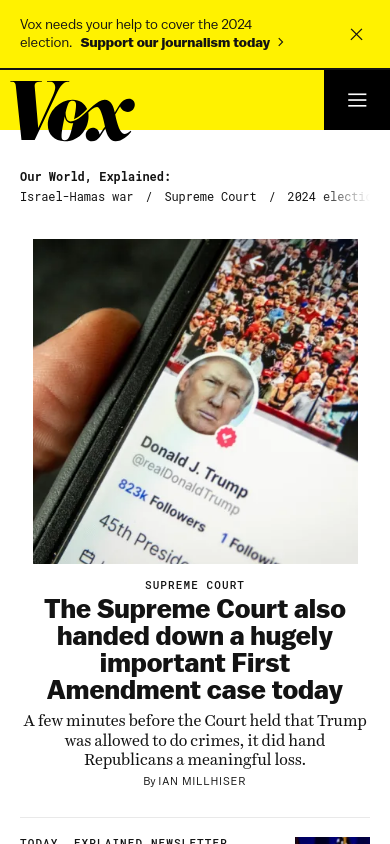 Vox needs your help to cover the 2024
election. Support our journalism today
Vox
Our World, Explained:
Israel-Hamas war / Supreme Court / 2024 electi
Donald J. Trump
@realDonaldTrump
823k Followers
1 Followi
45th Preside
SUPREME COURT
The Supreme Court also
handed down a hugely
important First
Amendment case today
A few minutes before the Court held that Trump
was allowed to do crimes, it did hand
Republicans a meaningful loss.
By IAN MILLHISER
TODAY, EXPLAINED NEWSLETTER